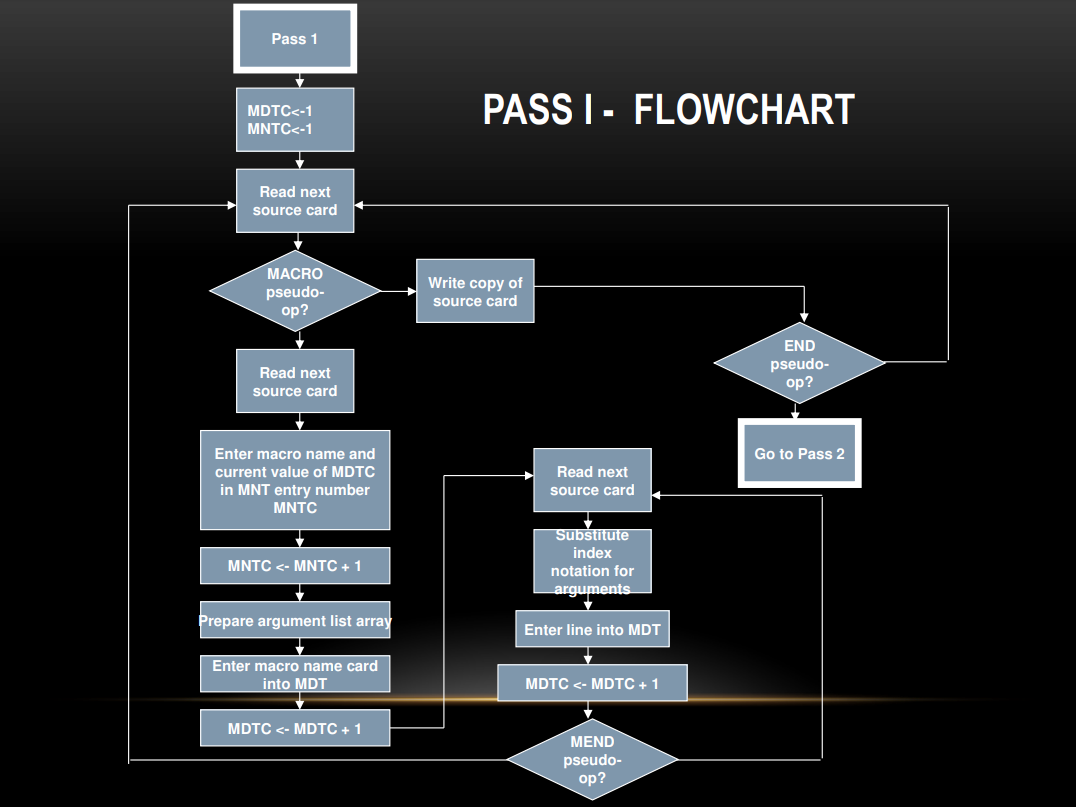 Pass 1
PASS I - FLOWCHART
MDTC<-1
MNTC<-1
Read next
source card
MACRO
pseudo-
op?
Write copy of
source card
END
pseudo-
op?
Go to Pass 2
Read next
source card
Enter macro name and
current value of MDTC
in MNT entry number
MNTC
MNTC <- MNTC + 1
Prepare argument list array
Enter macro name card
into MDT
MDTC <- MDTC + 1
Read next
source card
Substitute
index
notation for
arguments
Enter line into MDT
MDTC <- MDTC + 1
MEND
pseudo-
op?